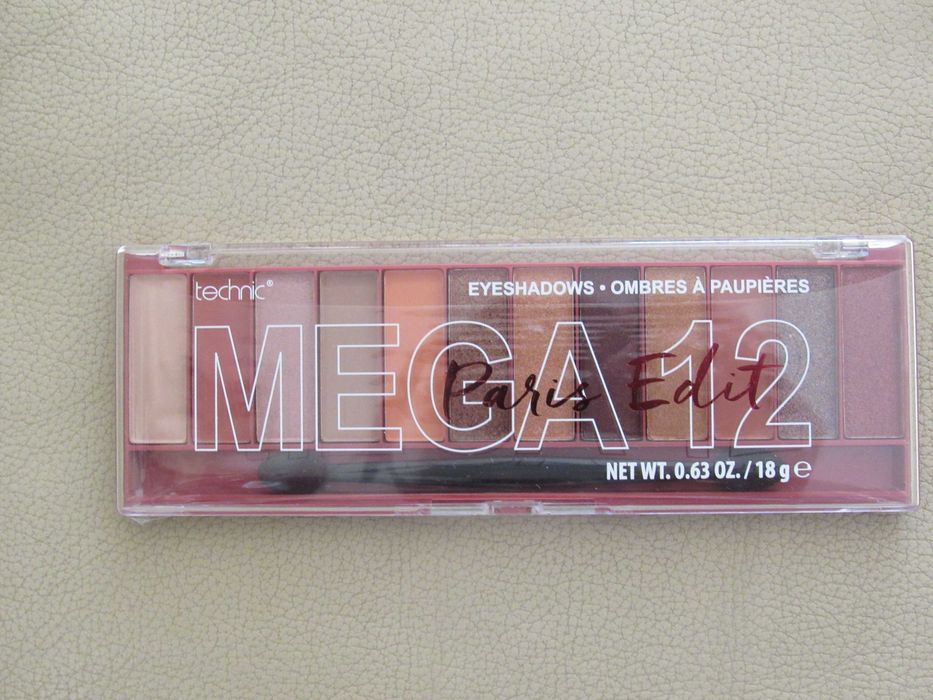 technic®
EYESHADOWS • OMBRES À PAUPIÈRES
MEGA 12
Paris Edit
NET WT. 0.63 OZ. / 18 g ℮